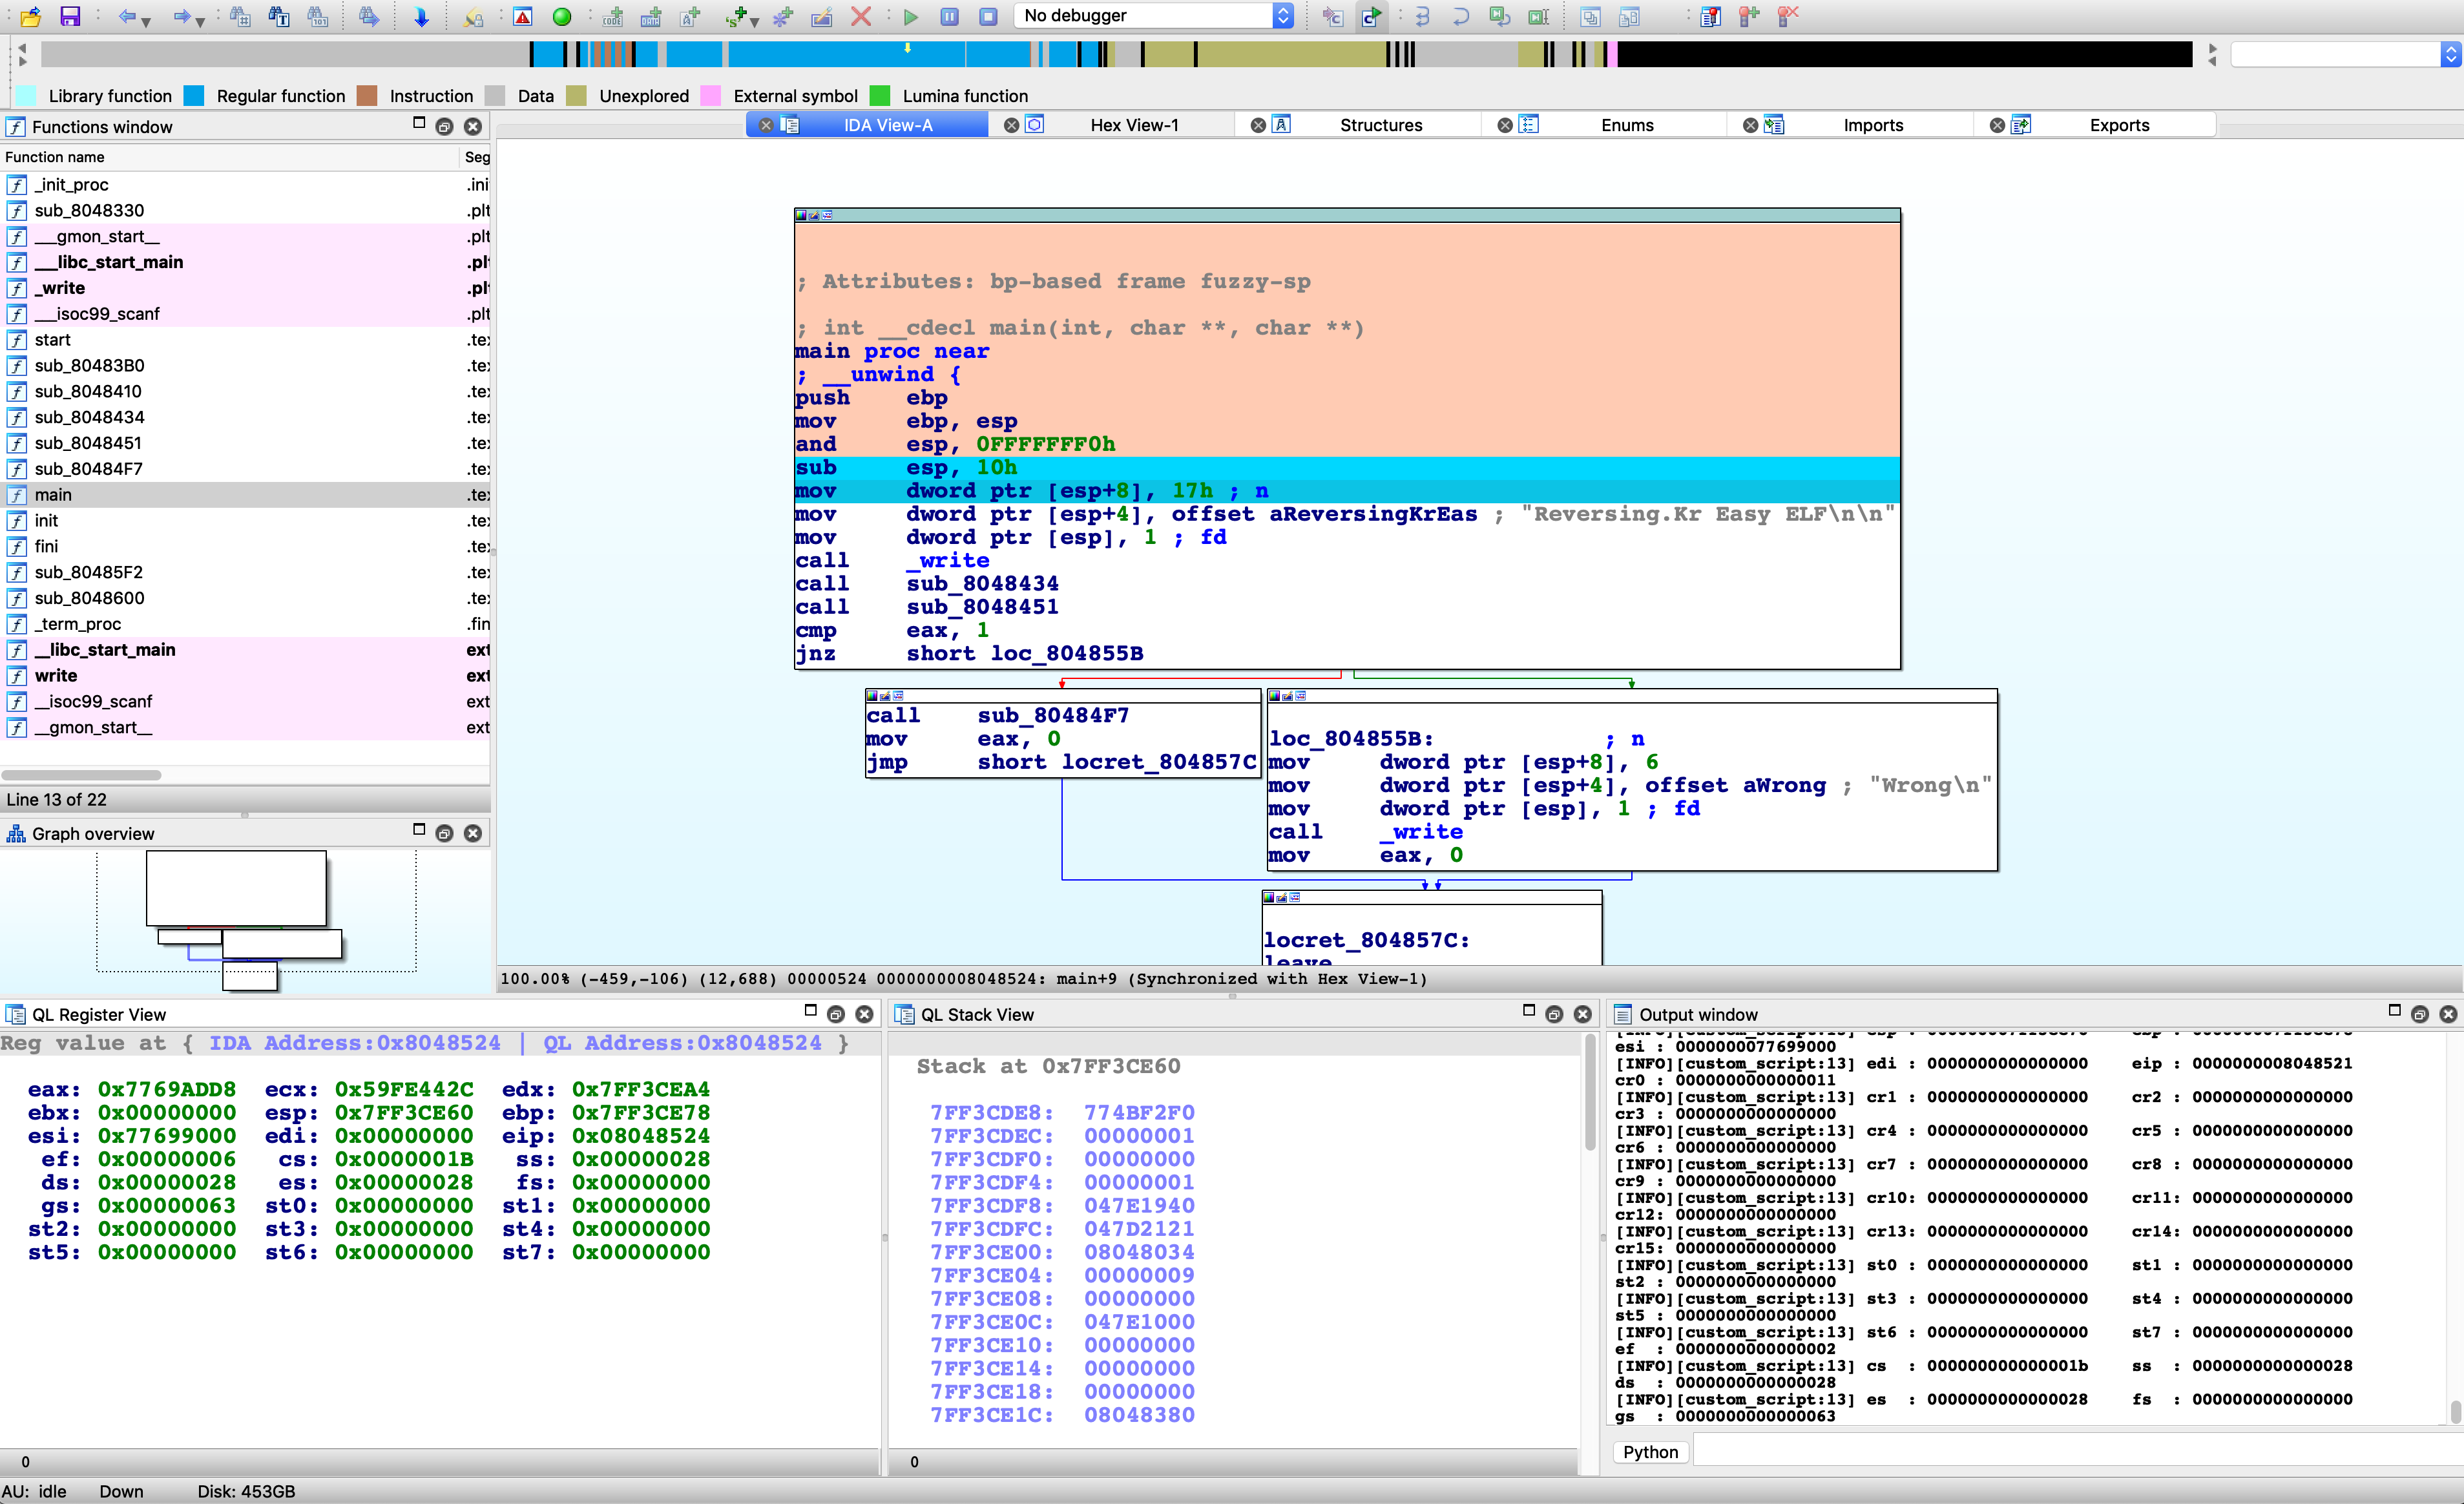 No debugger
Library function Regular function Instruction Data Unexplored External symbol Lumina function
Functions window
Function name Seg
_init_proc .ini
sub_8048330 .plt
___gmon_start__ .plt
___libc_start_main .plt
_write .plt
___isoc99_scanf .plt
start .tex
sub_80483B0 .tex
sub_8048410 .tex
sub_8048434 .tex
sub_8048451 .tex
sub_80484F7 .tex
main .tex
init .tex
fini .tex
sub_80485F2 .tex
sub_8048600 .tex
_term_proc .fin
__libc_start_main ext
write ext
__isoc99_scanf ext
__gmon_start__ ext
Line 13 of 22
Graph overview
IDA View-A Hex View-1 Structures Enums Imports Exports
; Attributes: bp-based frame fuzzy-sp
; int __cdecl main(int, char **, char **)
main proc near
; __unwind {
push ebp
mov ebp, esp
and esp, 0FFFFFFF0h
sub esp, 10h
mov dword ptr [esp+8], 17h ; n
mov dword ptr [esp+4], offset aReversingKrEas ; "Reversing.Kr Easy ELF\n\n"
mov dword ptr [esp], 1 ; fd
call _write
call sub_8048434
call sub_8048451
cmp eax, 1
jnz short loc_804855B
call sub_80484F7
mov eax, 0
jmp short locret_804857C
loc_804855B: ; n
mov dword ptr [esp+8], 6
mov dword ptr [esp+4], offset aWrong ; "Wrong\n"
mov dword ptr [esp], 1 ; fd
call _write
mov eax, 0
locret_804857C:
leave
100.00% (-459,-106) (12,688) 00000524 0000000008048524: main+9 (Synchronized with Hex View-1)
QL Register View
Reg value at { IDA Address:0x8048524 | QL Address:0x8048524 }
eax: 0x7769ADD8 ecx: 0x59FE442C edx: 0x7FF3CEA4
ebx: 0x00000000 esp: 0x7FF3CE60 ebp: 0x7FF3CE78
esi: 0x77699000 edi: 0x00000000 eip: 0x08048524
ef: 0x00000006 cs: 0x0000001B ss: 0x00000028
ds: 0x00000028 es: 0x00000028 fs: 0x00000000
gs: 0x00000063 st0: 0x00000000 st1: 0x00000000
st2: 0x00000000 st3: 0x00000000 st4: 0x00000000
st5: 0x00000000 st6: 0x00000000 st7: 0x00000000
0
QL Stack View
Stack at 0x7FF3CE60
7FF3CDE8: 774BF2F0
7FF3CDEC: 00000001
7FF3CDF0: 00000000
7FF3CDF4: 00000001
7FF3CDF8: 047E1940
7FF3CDFC: 047D2121
7FF3CE00: 08048034
7FF3CE04: 00000009
7FF3CE08: 00000000
7FF3CE0C: 047E1000
7FF3CE10: 00000000
7FF3CE14: 00000000
7FF3CE18: 00000000
7FF3CE1C: 08048380
0
Output window
esi : 0000000077699000
[INFO][custom_script:13] edi : 0000000000000000 eip : 0000000008048521
cr0 : 0000000000000011
[INFO][custom_script:13] cr1 : 0000000000000000 cr2 : 0000000000000000
cr3 : 0000000000000000
[INFO][custom_script:13] cr4 : 0000000000000000 cr5 : 0000000000000000
cr6 : 0000000000000000
[INFO][custom_script:13] cr7 : 0000000000000000 cr8 : 0000000000000000
cr9 : 0000000000000000
[INFO][custom_script:13] cr10: 0000000000000000 cr11: 0000000000000000
cr12: 0000000000000000
[INFO][custom_script:13] cr13: 0000000000000000 cr14: 0000000000000000
cr15: 0000000000000000
[INFO][custom_script:13] st0 : 0000000000000000 st1 : 0000000000000000
st2 : 0000000000000000
[INFO][custom_script:13] st3 : 0000000000000000 st4 : 0000000000000000
st5 : 0000000000000000
[INFO][custom_script:13] st6 : 0000000000000000 st7 : 0000000000000000
ef : 0000000000000002
[INFO][custom_script:13] cs : 000000000000001b ss : 0000000000000028
ds : 0000000000000028
[INFO][custom_script:13] es : 0000000000000028 fs : 0000000000000000
gs : 0000000000000063
Python
AU: idle Down Disk: 453GB